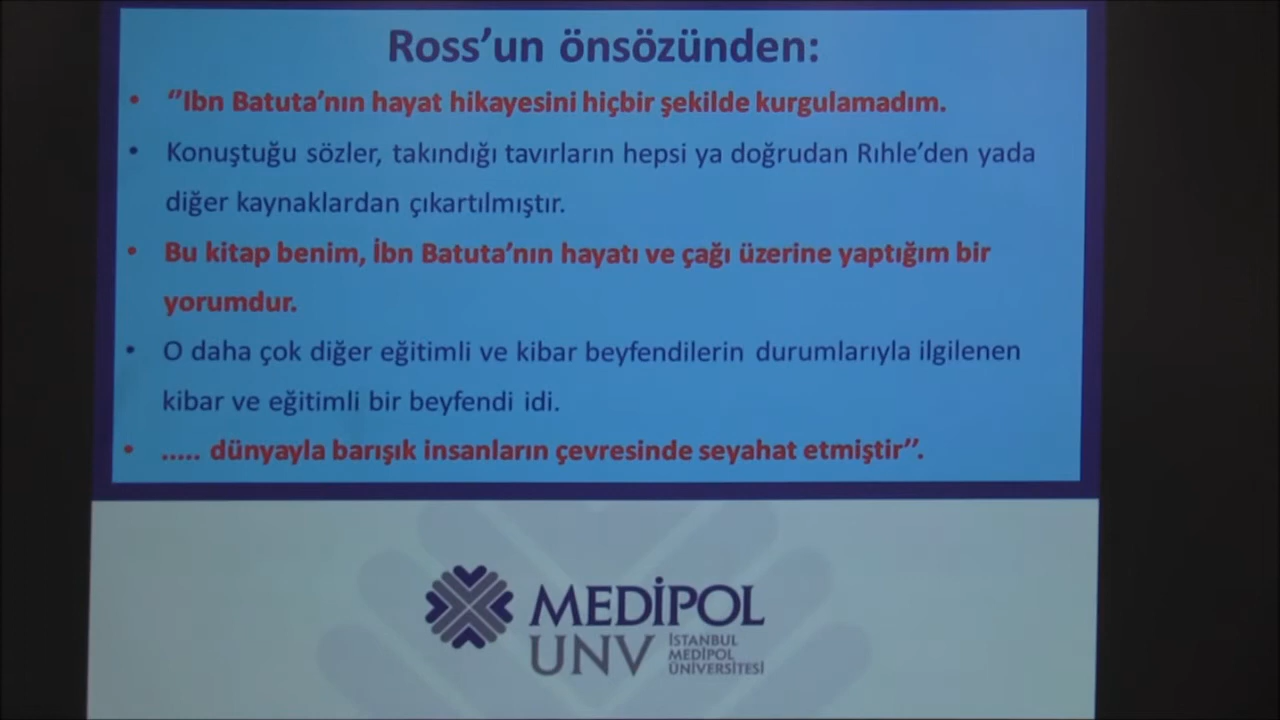 Ross’un önsözünden:
• ‘’Ibn Batuta’nın hayat hikayesini hiçbir şekilde kurgulamadım.
• Konuştuğu sözler, takındığı tavırların hepsi ya doğrudan Rıhle’den yada
diğer kaynaklardan çıkartılmıştır.
• Bu kitap benim, İbn Batuta’nın hayatı ve çağı üzerine yaptığım bir
yorumdur.
• O daha çok diğer eğitimli ve kibar beyfendilerin durumlarıyla ilgilenen
kibar ve eğitimli bir beyfendi idi.
• ..... dünyayla barışık insanların çevresinde seyahat etmiştir’’.
MEDİPOL
UNV
İSTANBUL
MEDİPOL
ÜNİVERSİTESİ